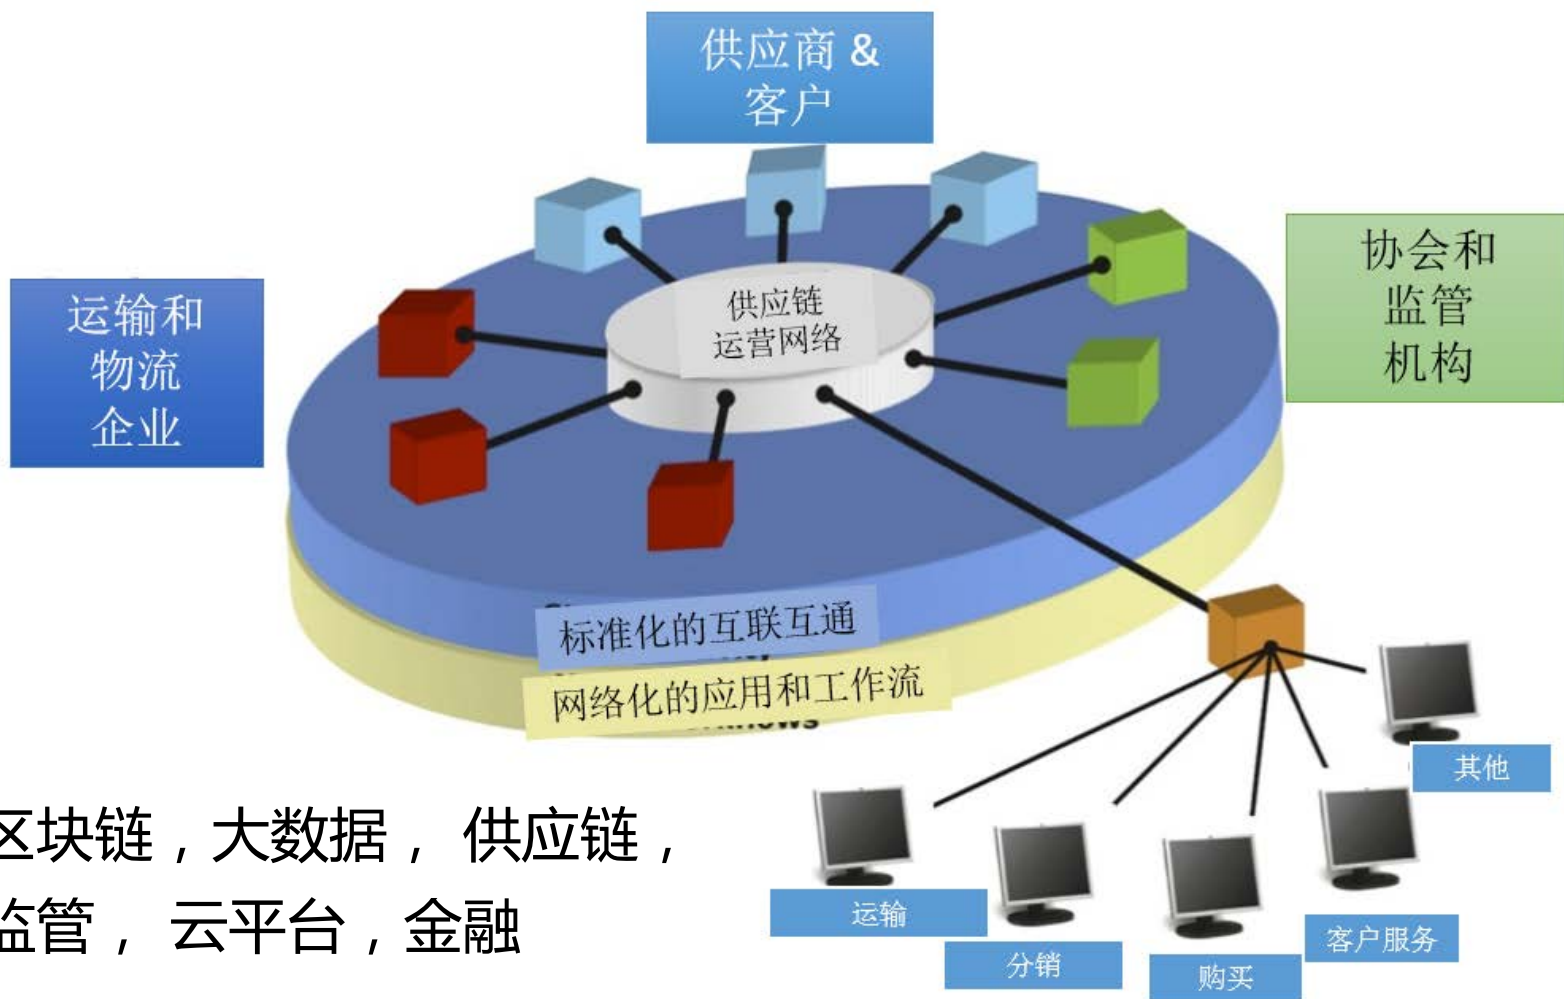 供应商 &
客户
运输和
物流
企业
协会和
监管
机构
供应链
运营网络
标准化的互联互通
网络化的应用和工作流
其他
运输
分销
购买
客户服务
区块链，大数据， 供应链，
监管， 云平台，金融